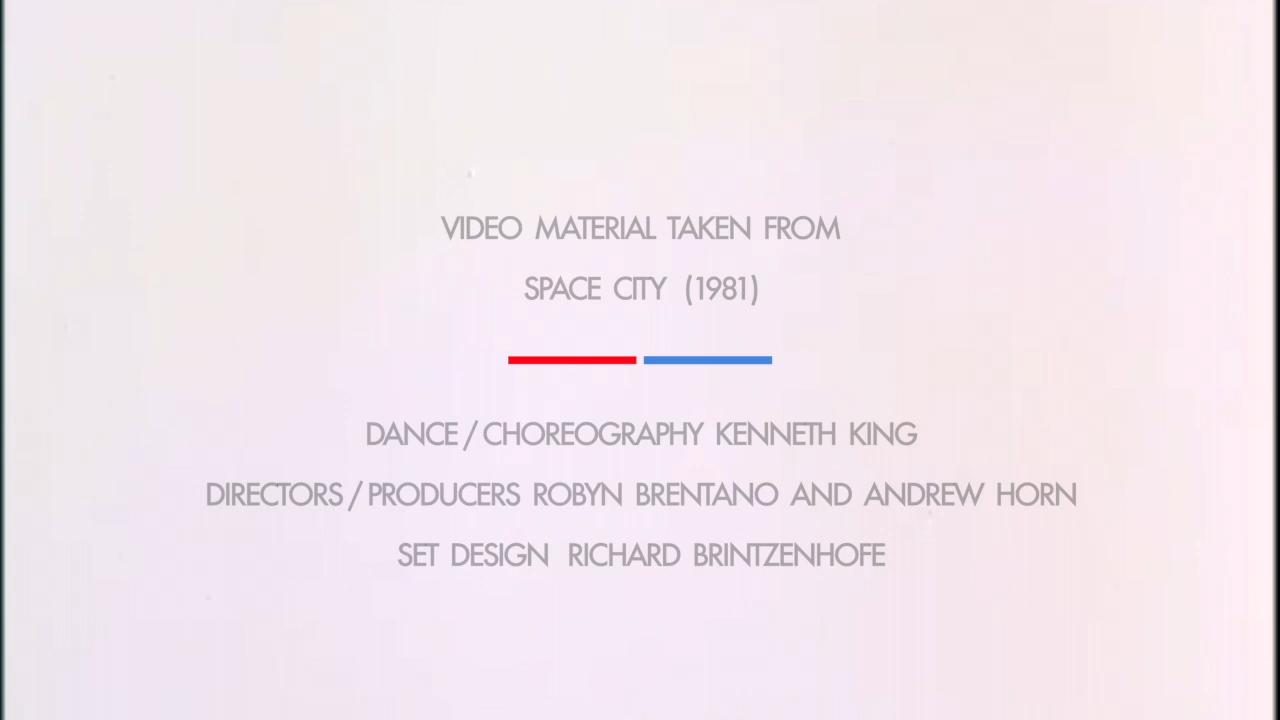 VIDEO MATERIAL TAKEN FROM
SPACE CITY (1981)
DANCE / CHOREOGRAPHY KENNETH KING
DIRECTORS / PRODUCERS ROBYN BRENTANO AND ANDREW HORN
SET DESIGN RICHARD BRINTZENHOFE